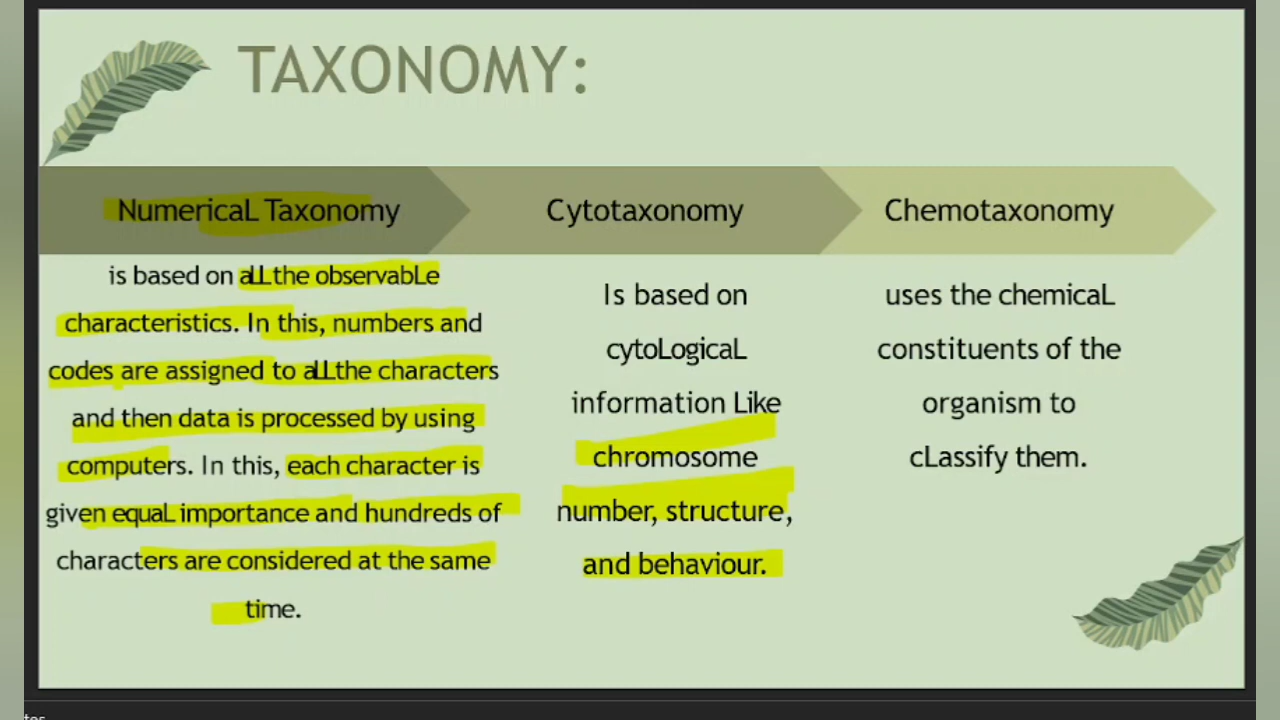 TAXONOMY:
Numerical Taxonomy
is based on all the observable
characteristics. In this, numbers and
codes are assigned to all the characters
and then data is processed by using
computers. In this, each character is
given equal importance and hundreds of
characters are considered at the same
time.
Cytotaxonomy
Is based on
cytological
information like
chromosome
number, structure,
and behaviour.
Chemotaxonomy
uses the chemical
constituents of the
organism to
classify them.